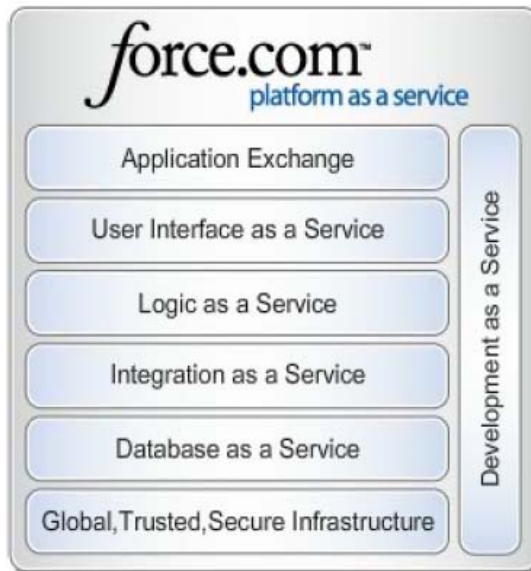 force.com™
platform as a service
Application Exchange
User Interface as a Service
Logic as a Service
Integration as a Service
Database as a Service
Global,Trusted,Secure Infrastructure
Development as a Service